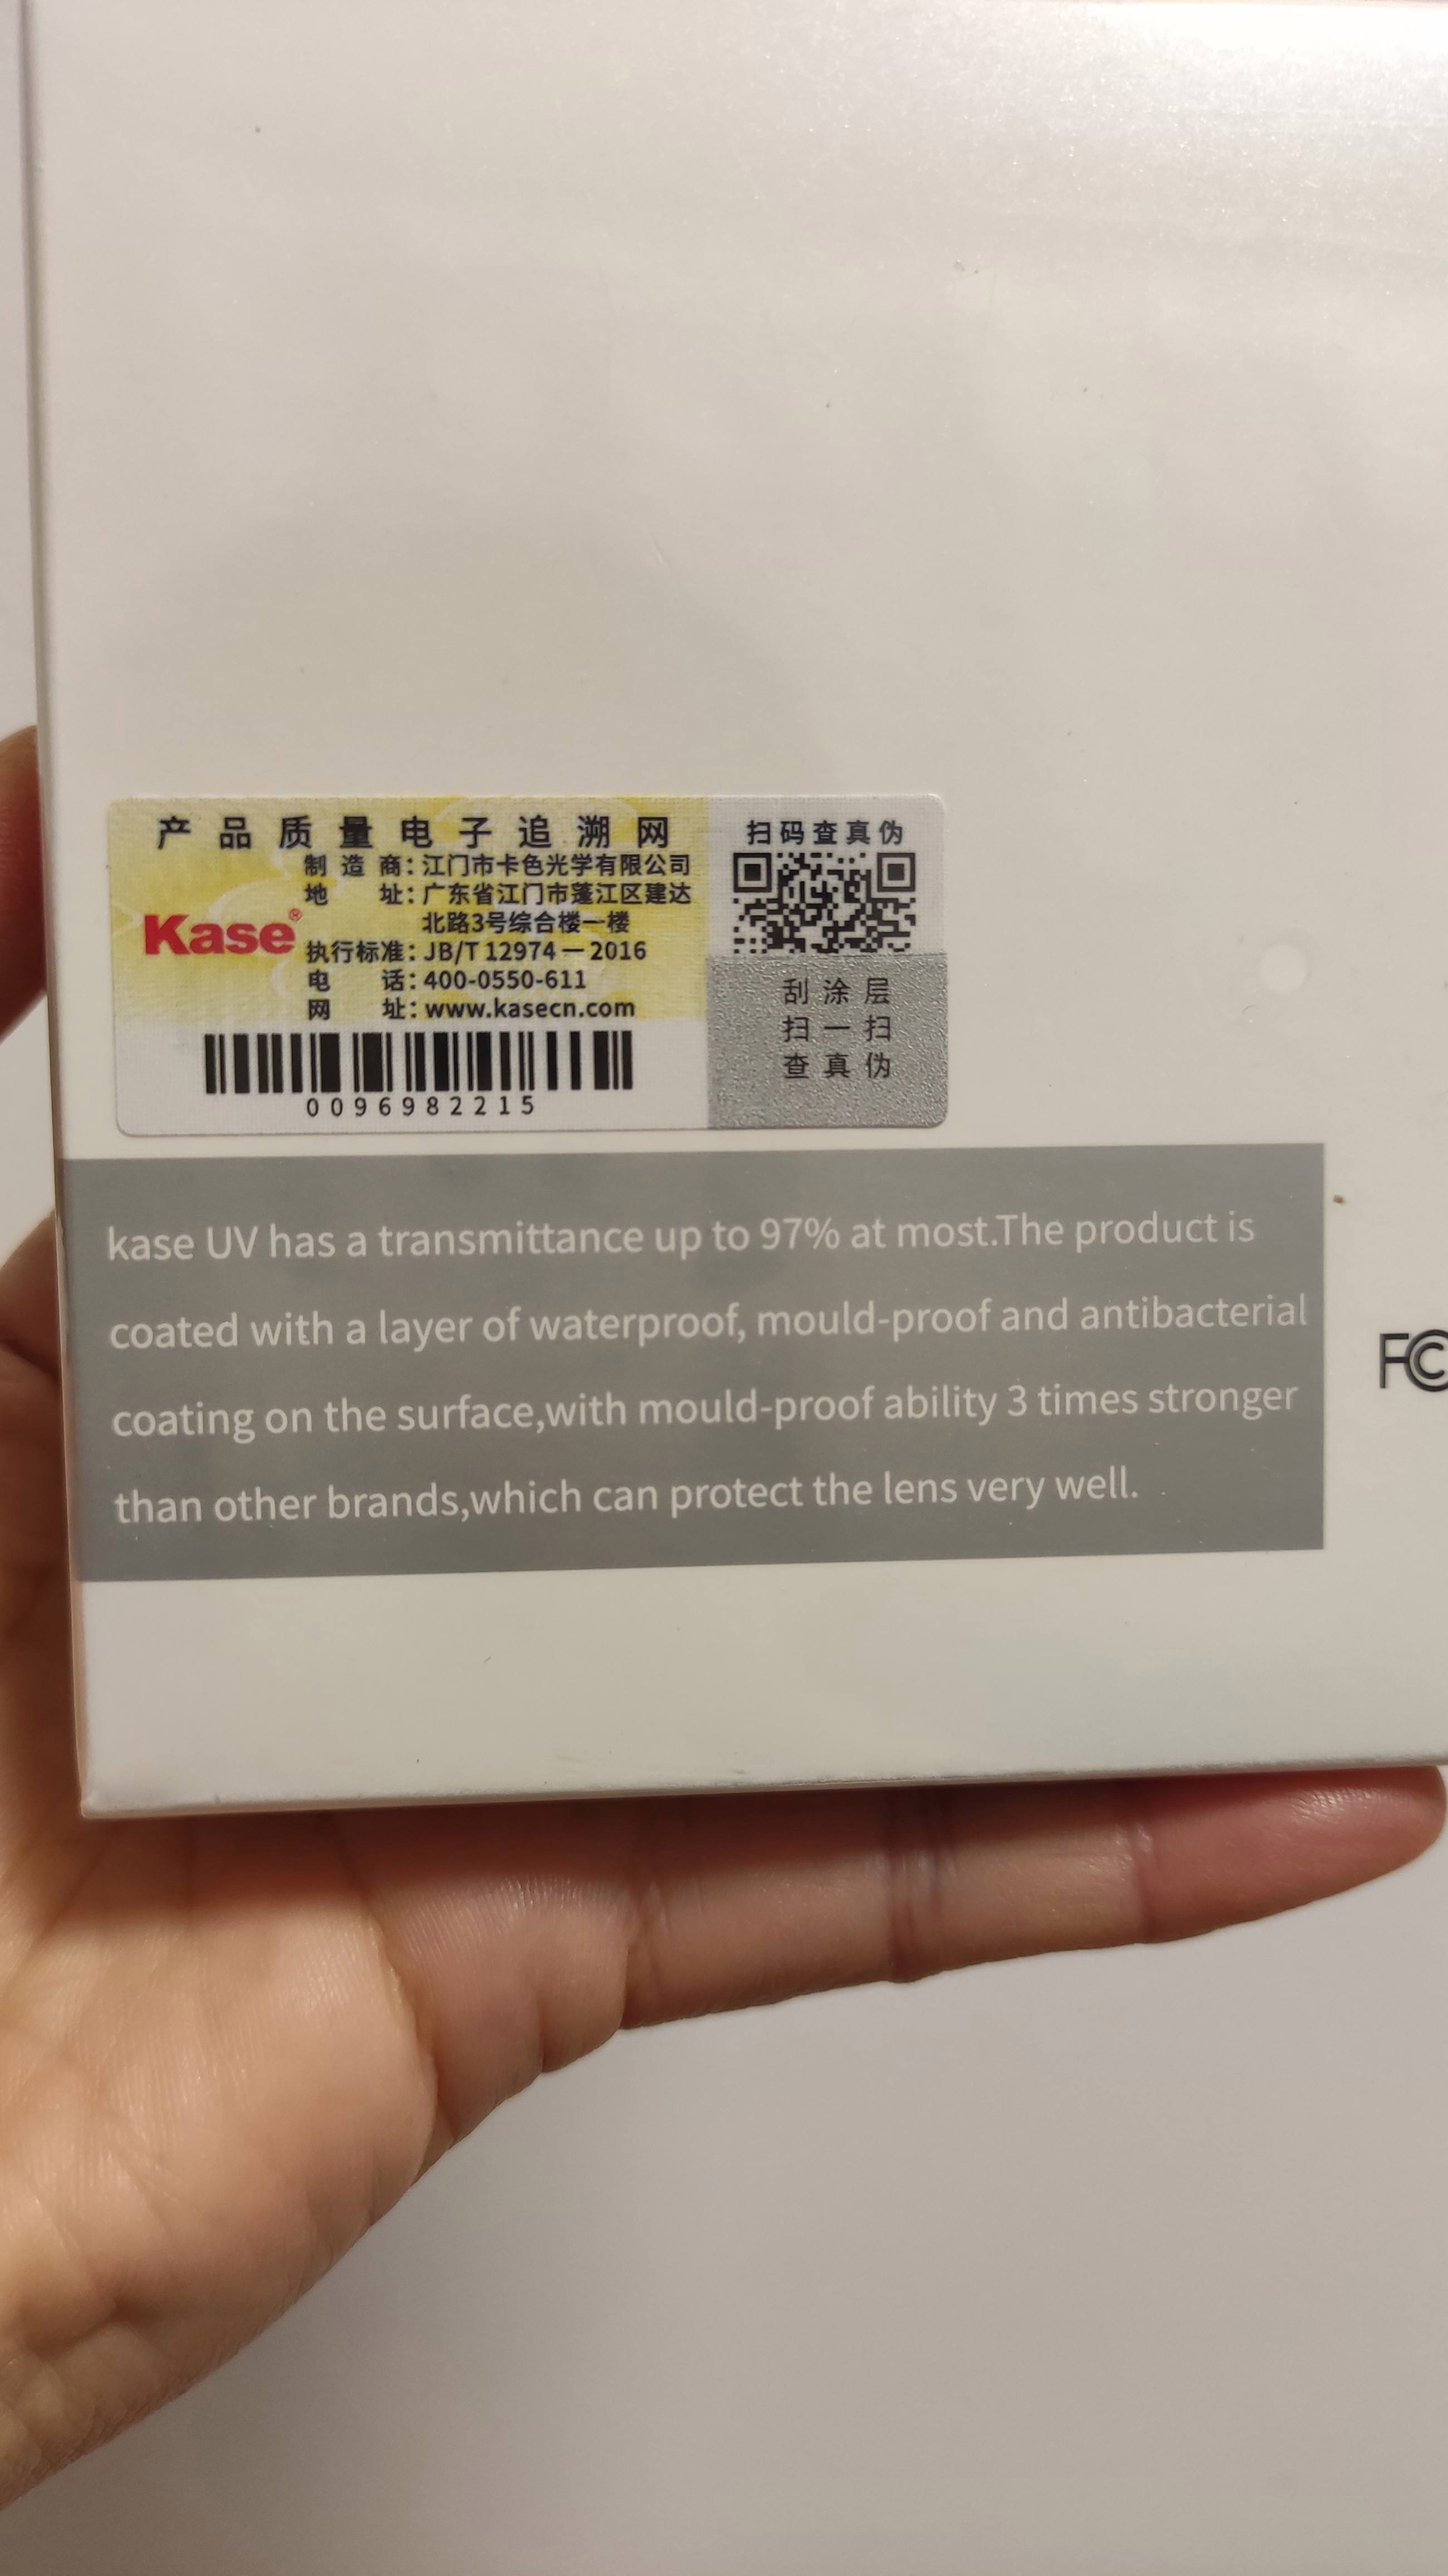 产品质量电子追溯网
制造商：江门市卡色光学有限公司
地址：广东省江门市蓬江区建达
北路3号综合楼一楼
Kase®
执行标准：JB/T 12974－2016
电话：400-0550-611
网址：www.kasecn.com
0096982215
扫码查真伪
刮涂层
扫一扫
查真伪
kase UV has a transmittance up to 97% at most.The product is
coated with a layer of waterproof, mould-proof and antibacterial
coating on the surface,with mould-proof ability 3 times stronger
than other brands,which can protect the lens very well.
FC